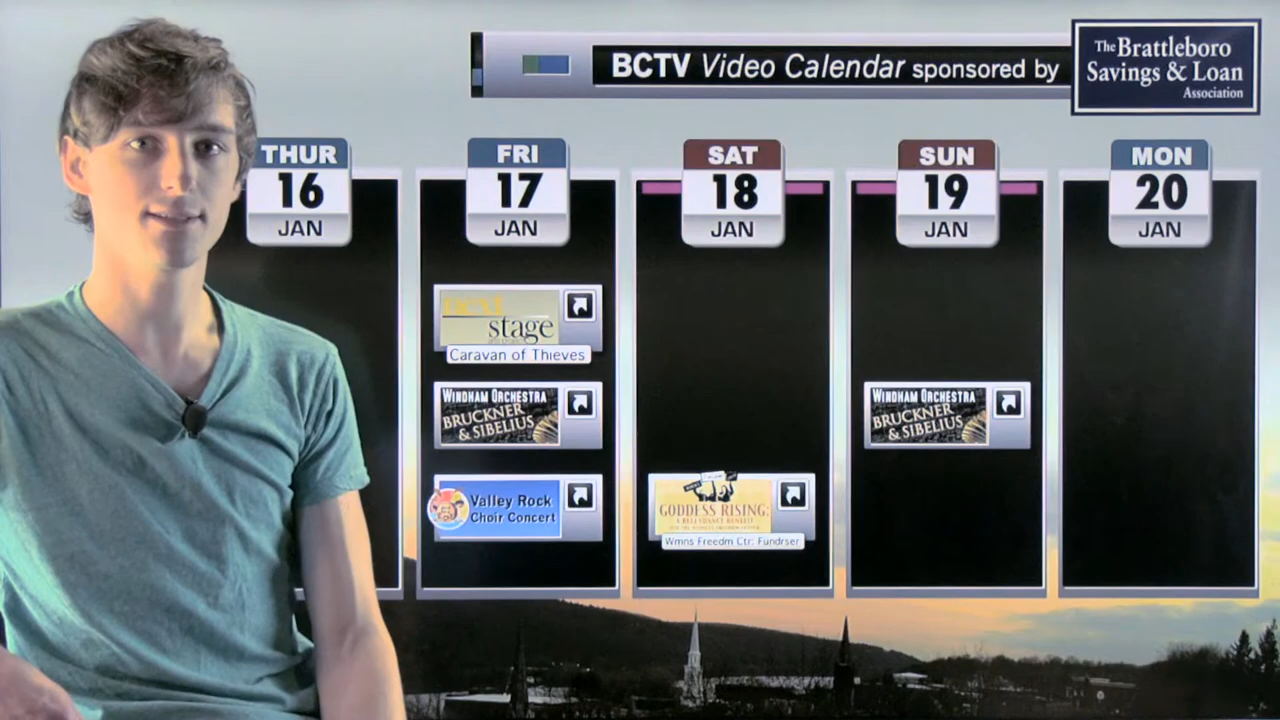 BCTV Video Calendar sponsored by
The Brattleboro
Savings & Loan
Association
THUR
16
JAN
FRI
17
JAN
SAT
18
JAN
SUN
19
JAN
MON
20
JAN
next
stage
Caravan of Thieves
WINDHAM ORCHESTRA
BRUCKNER
& SIBELIUS
Valley Rock
Choir Concert
GODDESS RISING:
A BELLYDANCE BENEFIT
Wmns Freedm Ctr: Fundrser
WINDHAM ORCHESTRA
BRUCKNER
& SIBELIUS